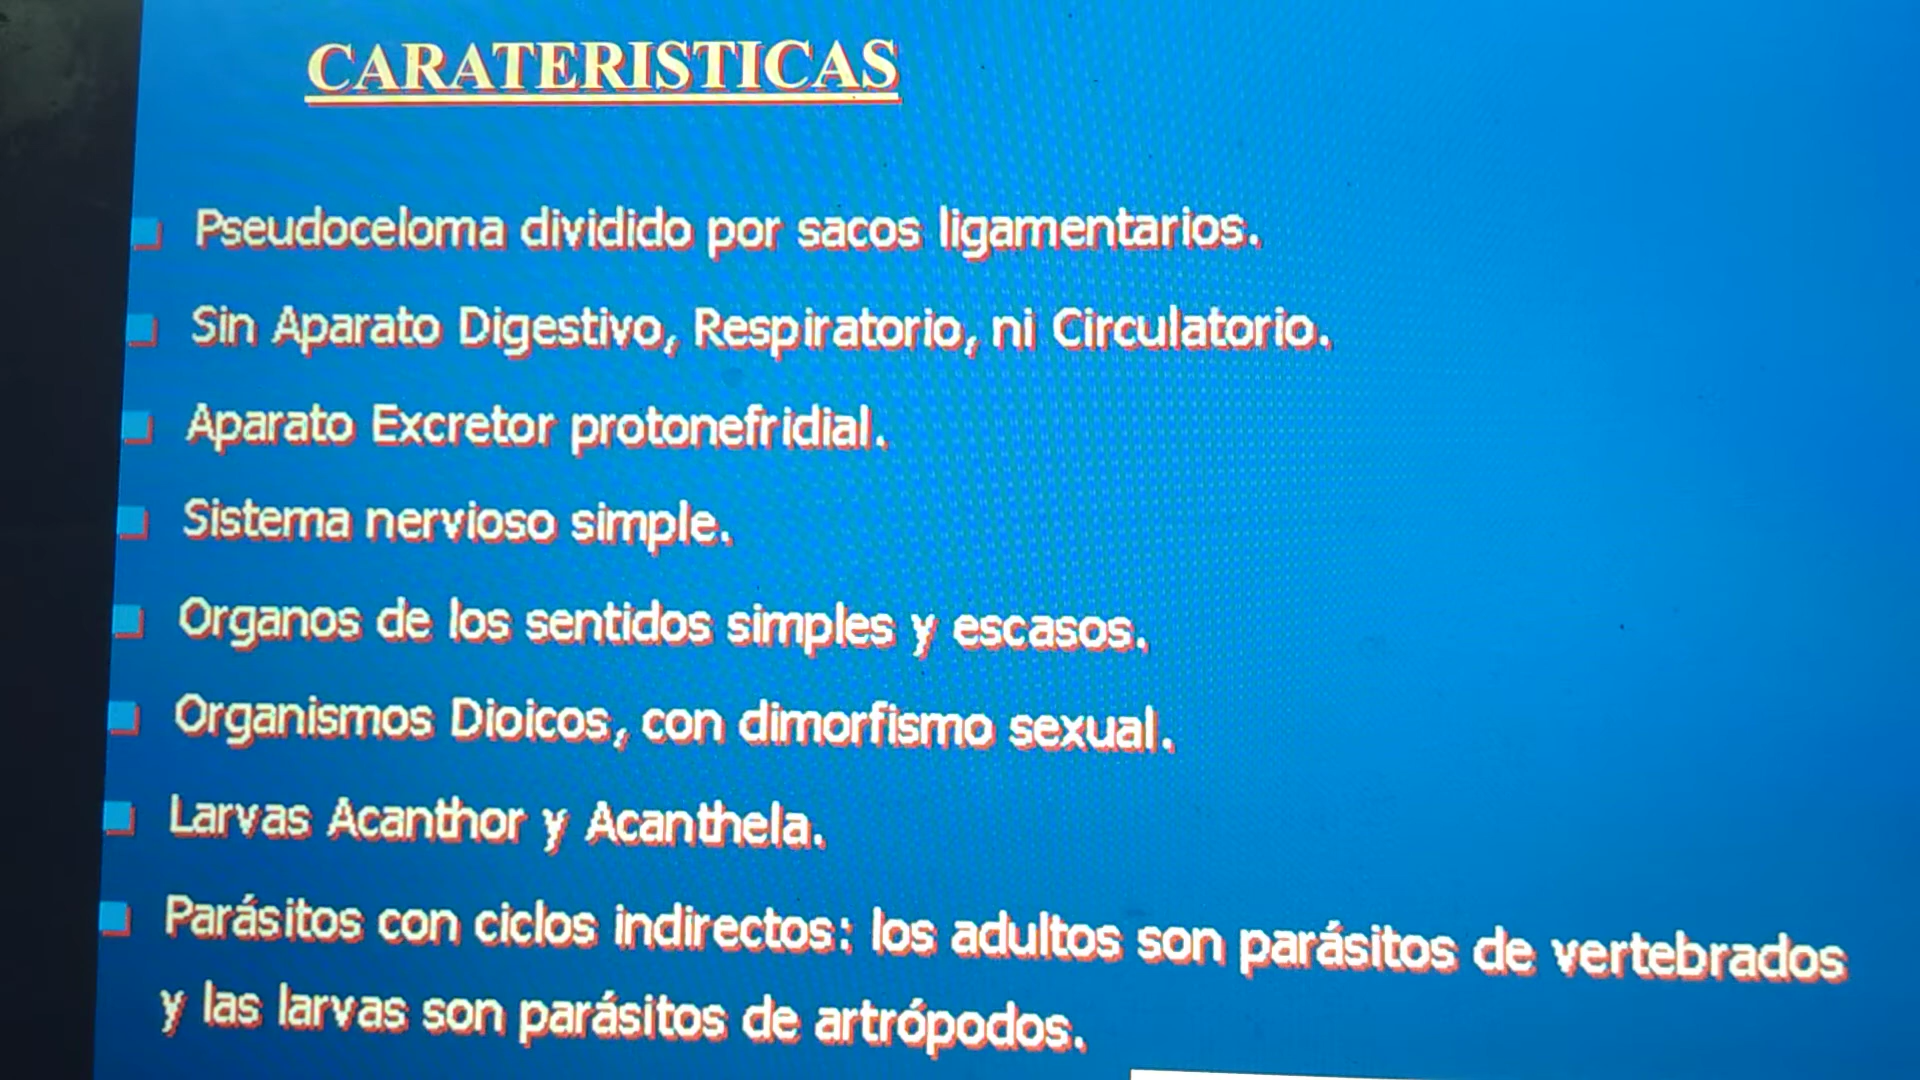 CARATERISTICAS
Pseudoceloma dividido por sacos ligamentarios.
Sin Aparato Digestivo, Respiratorio, ni Circulatorio.
Aparato Excretor protonefridial.
Sistema nervioso simple.
Organos de los sentidos simples y escasos.
Organismos Dioicos, con dimorfismo sexual.
Larvas Acanthor y Acanthela.
Parásitos con ciclos indirectos: los adultos son parásitos de vertebrados
y las larvas son parásitos de artrópodos.